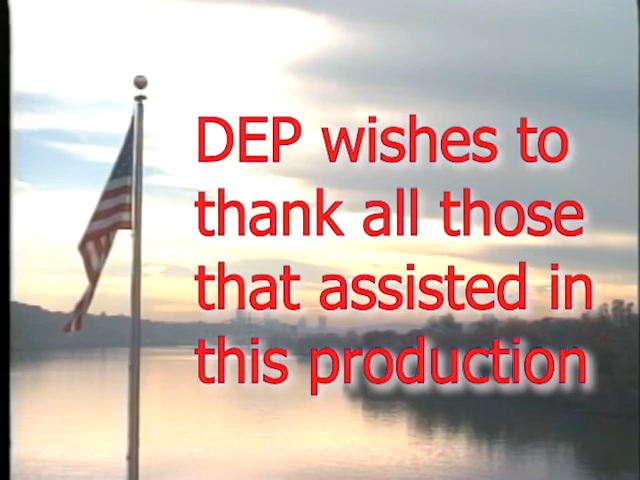 DEP wishes to
thank all those
that assisted in
this production